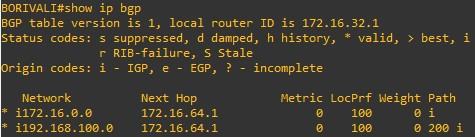 BORIVALI#show ip bgp
BGP table version is 1, local router ID is 172.16.32.1
Status codes: s suppressed, d damped, h history, * valid, > best, i
r RIB-failure, S Stale
Origin codes: i - IGP, e - EGP, ? - incomplete
Network Next Hop Metric LocPrf Weight Path
* i172.16.0.0 172.16.64.1 0 100 0 i
* i192.168.100.0 172.16.64.1 0 100 0 200 i